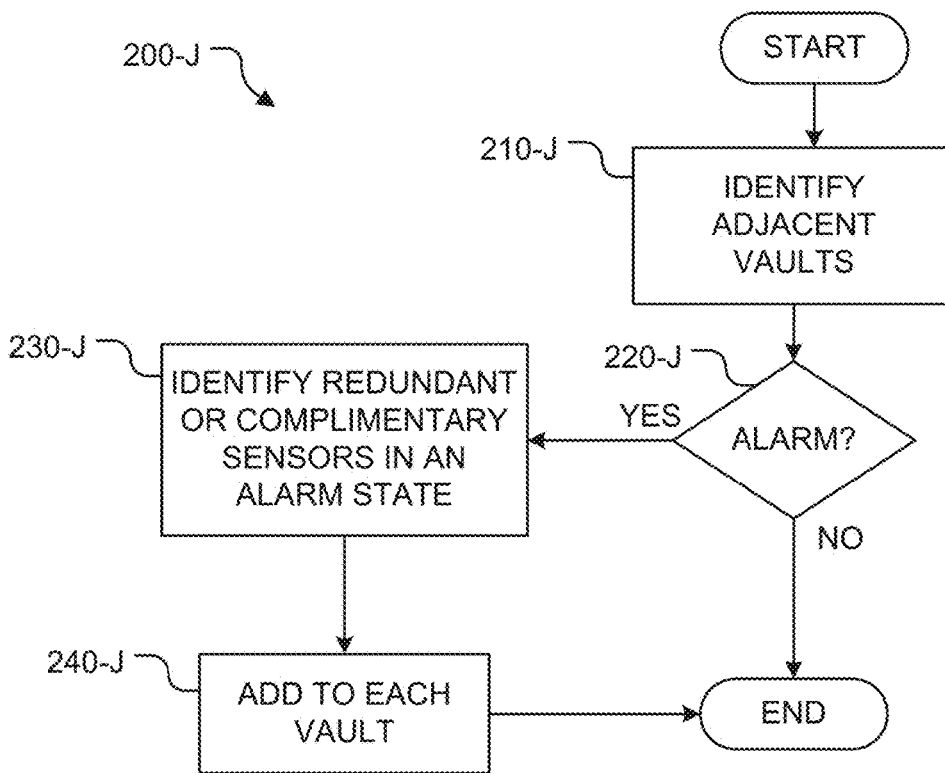 200-J
START
210-J
IDENTIFY
ADJACENT
VAULTS
220-J
ALARM?
YES
NO
230-J
IDENTIFY REDUNDANT
OR COMPLIMENTARY
SENSORS IN AN
ALARM STATE
240-J
ADD TO EACH
VAULT
END